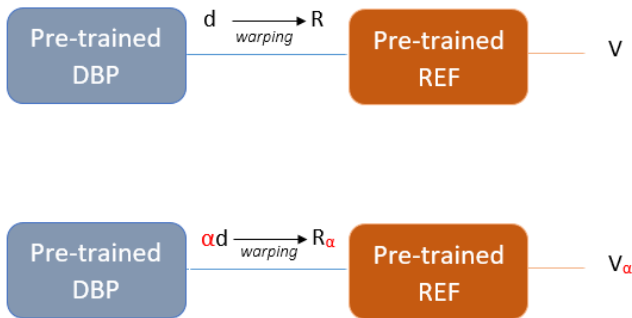 d → R
Pre-trained
DBP
warping
Pre-trained
REF
V
αd → Rα
Pre-trained
DBP
warping
Pre-trained
REF
Vα